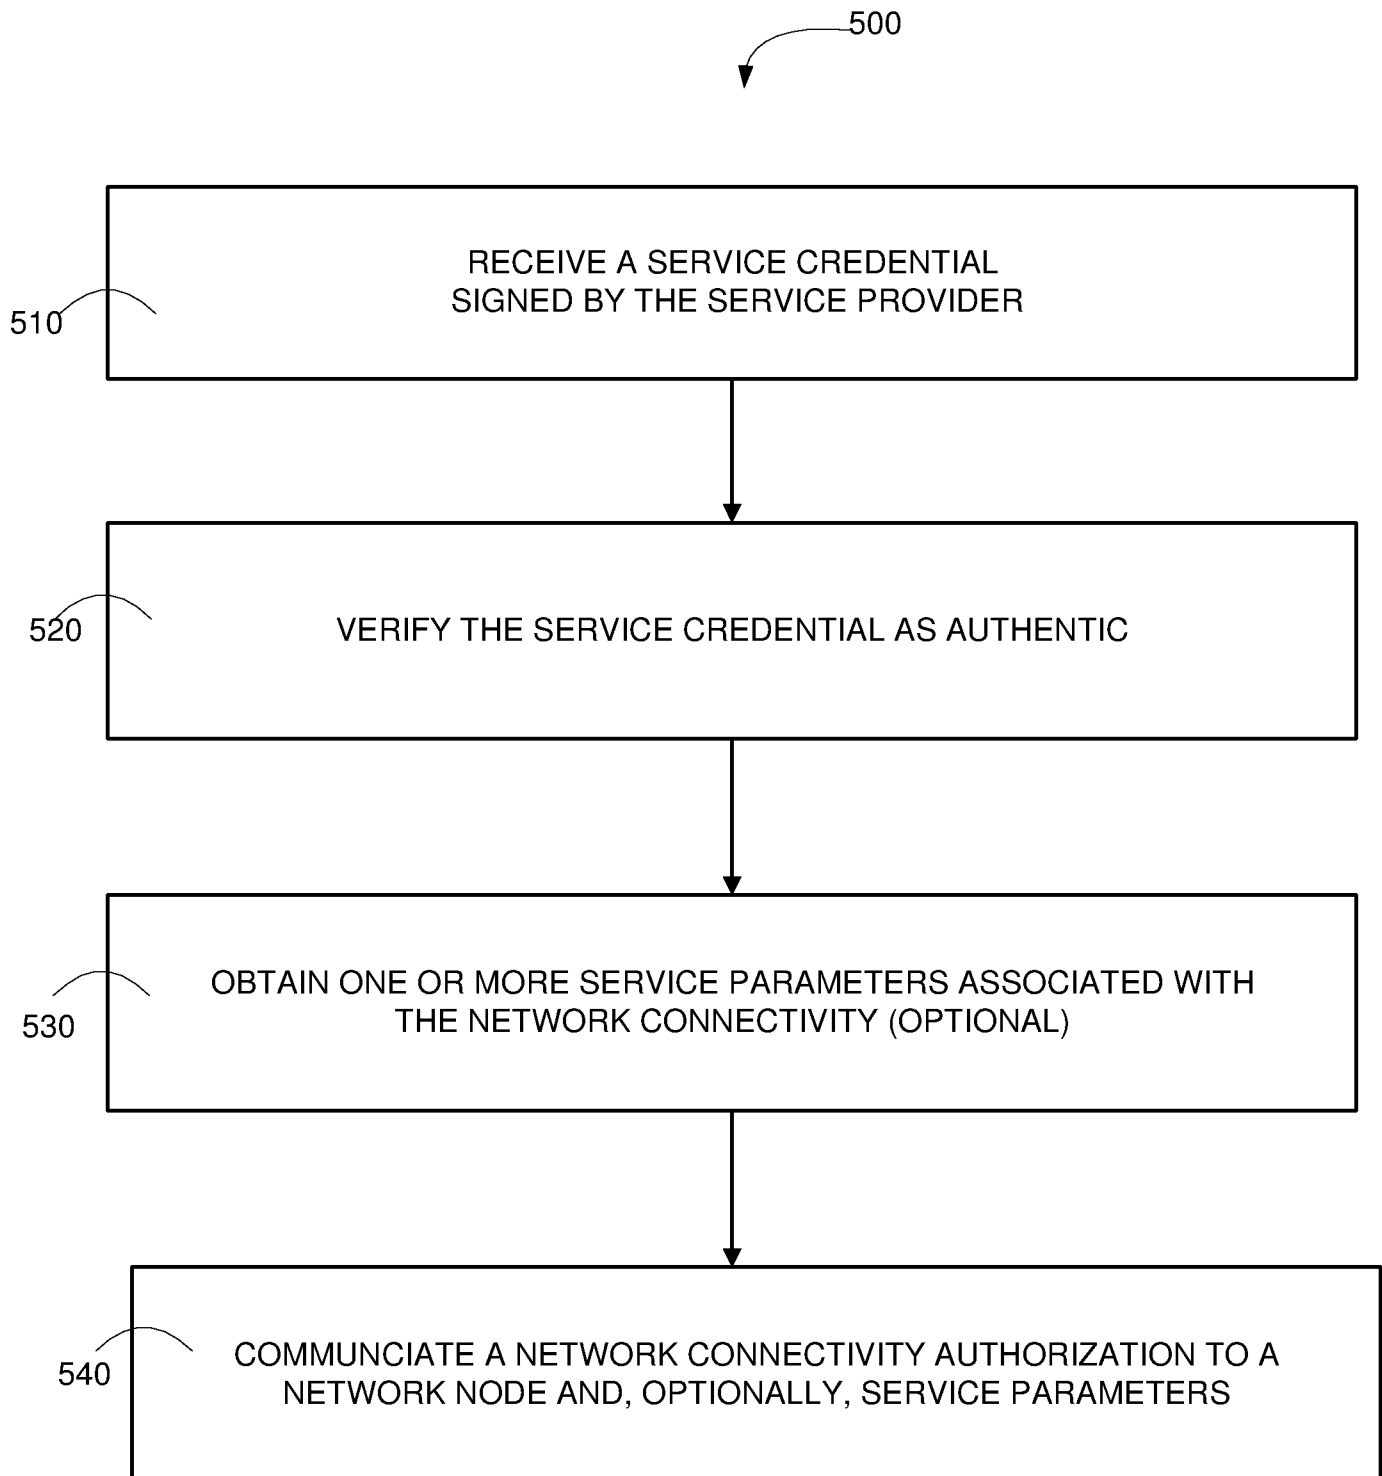 500
RECEIVE A SERVICE CREDENTIAL
SIGNED BY THE SERVICE PROVIDER
510
VERIFY THE SERVICE CREDENTIAL AS AUTHENTIC
520
OBTAIN ONE OR MORE SERVICE PARAMETERS ASSOCIATED WITH
THE NETWORK CONNECTIVITY (OPTIONAL)
530
COMMUNCIATE A NETWORK CONNECTIVITY AUTHORIZATION TO A
NETWORK NODE AND, OPTIONALLY, SERVICE PARAMETERS
540